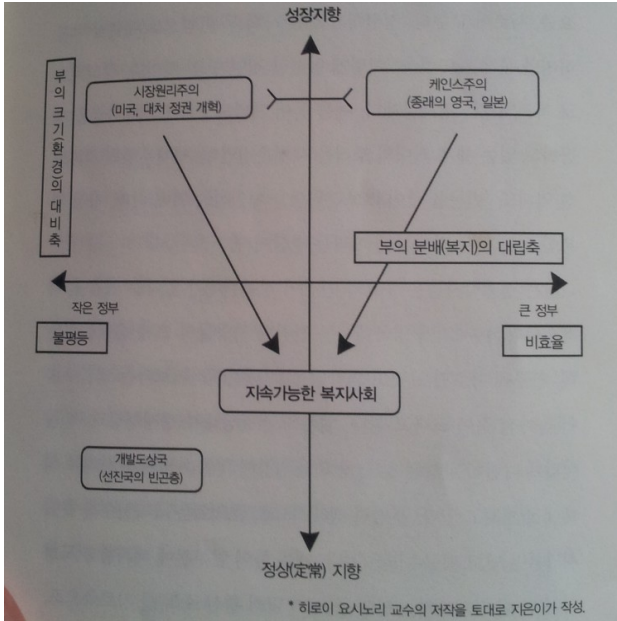 성장지향
부의 크기(환경)의 대비축
시장원리주의
(미국, 대처 정권 개혁)
케인스주의
(종래의 영국, 일본)
부의 분배(복지)의 대립축
작은 정부
큰 정부
불평등
비효율
지속가능한 복지사회
개발도상국
(선잔국의 빈곤층)
정상(定常) 지향
* 히로이 요시노리 교수의 저작을 토대로 지은이가 작성.